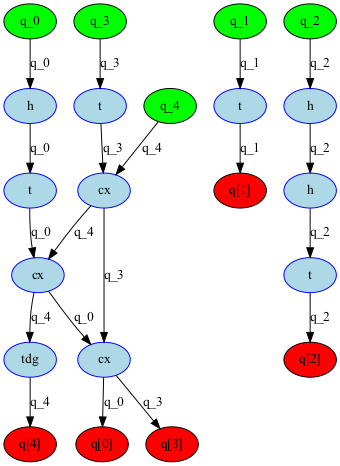 q_0 q_3 q_1 q_2
q_0 q_3 q_1 q_2
h t q_4 t h
q_0 q_3 q_4 q_1 q_2
t cx q[1] h
q_0 q_4 q_2
cx q_3 t
q_4 q_0 q_2
tdg cx q[2]
q_4 q_0 q_3
q[4] q[0] q[3]